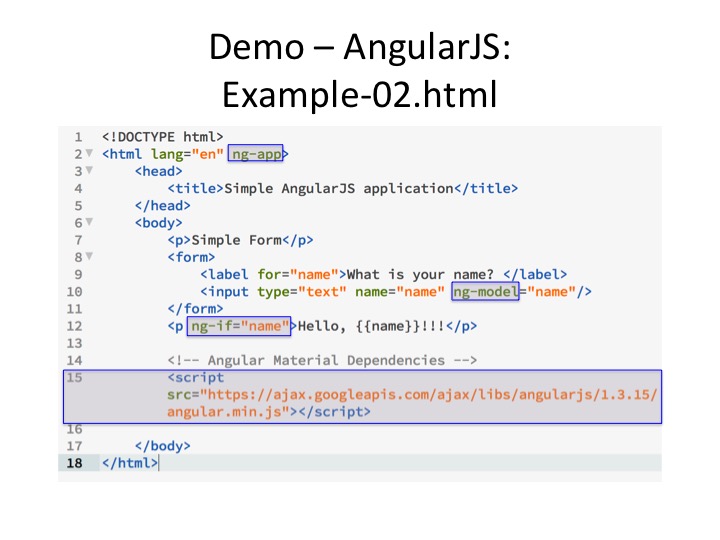 Demo – AngularJS:
Example-02.html
1 <!DOCTYPE html>
2 <html lang="en" ng-app>
3     <head>
4         <title>Simple AngularJS application</title>
5     </head>
6     <body>
7         <p>Simple Form</p>
8         <form>
9             <label for="name">What is your name? </label>
10             <input type="text" name="name" ng-model="name"/>
11         </form>
12         <p ng-if="name">Hello, {{name}}!!!</p>
13
14         <!-- Angular Material Dependencies -->
15         <script
src="https://ajax.googleapis.com/ajax/libs/angularjs/1.3.15/
angular.min.js"></script>
16
17     </body>
18 </html>